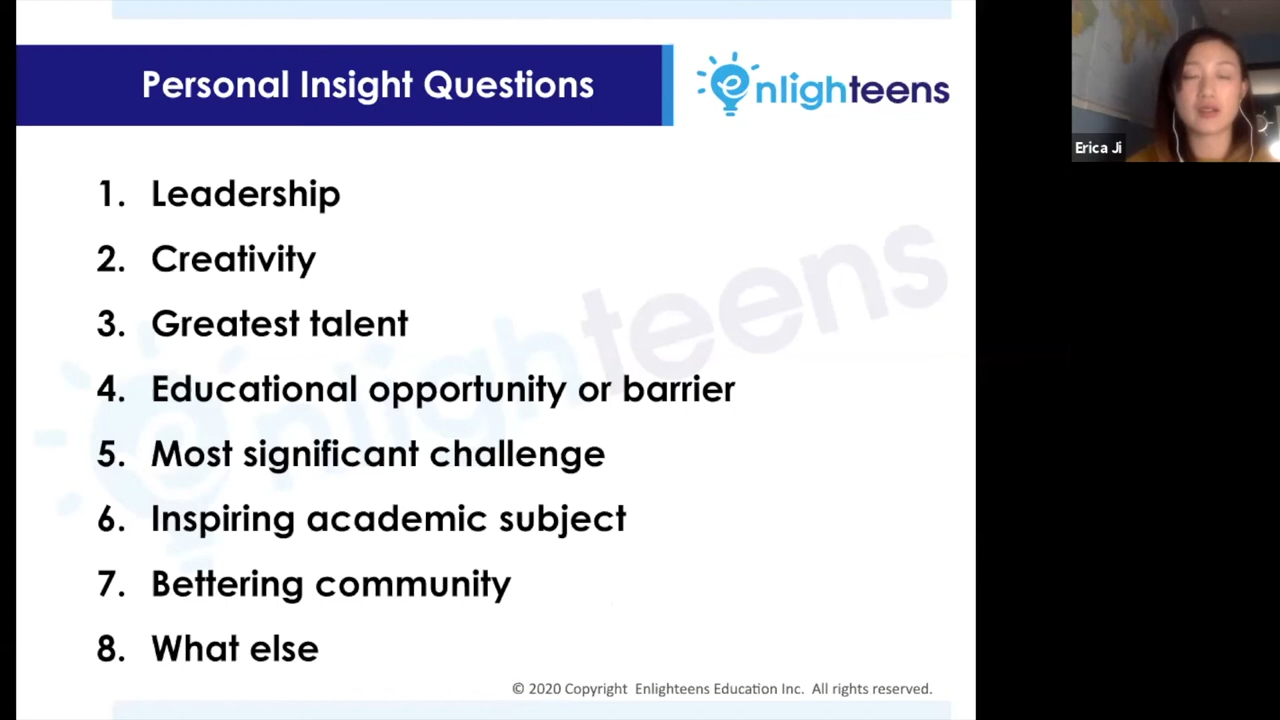 Personal Insight Questions
enlighteens
Erica Ji
1. Leadership
2. Creativity
3. Greatest talent
4. Educational opportunity or barrier
5. Most significant challenge
6. Inspiring academic subject
7. Bettering community
8. What else
enlighteens
© 2020 Copyright Enlighteens Education Inc. All rights reserved.